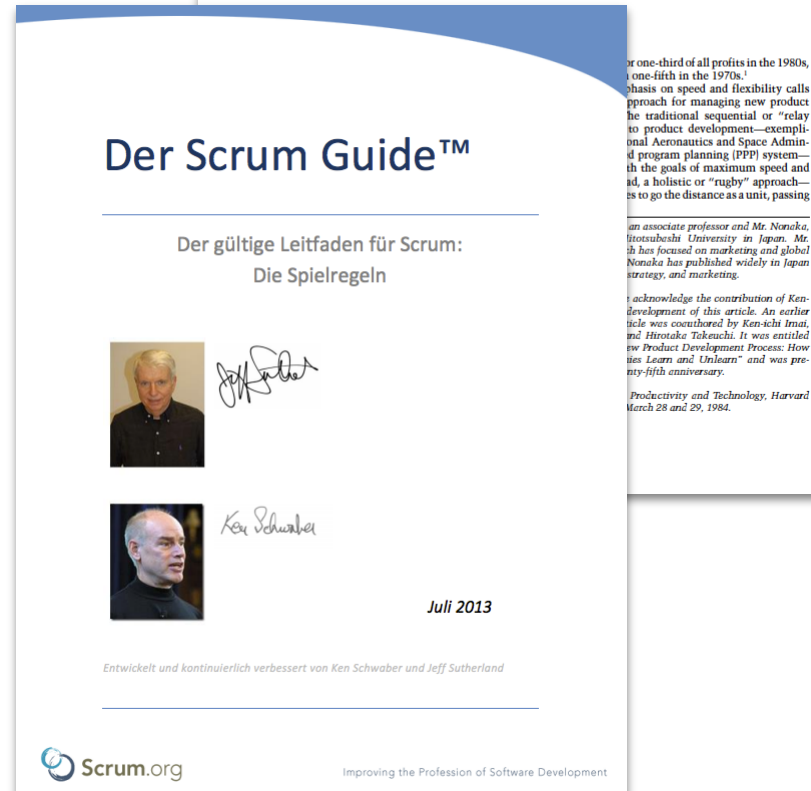 Der Scrum Guide™
Der gültige Leitfaden für Scrum:
Die Spielregeln
Jeff Sutherland
Ken Schwaber
Juli 2013
Entwickelt und kontinuierlich verbessert von Ken Schwaber und Jeff Sutherland
Scrum.org
Improving the Profession of Software Development
or one-third of all profits in the 1980s,
one-fifth in the 1970s.¹
phasis on speed and flexibility calls
pproach for managing new product
he traditional sequential or “relay
to product development—exempli-
onal Aeronautics and Space Admin-
d program planning (PPP) system—
th the goals of maximum speed and
ad, a holistic or “rugby” approach—
es to go the distance as a unit, passing
an associate professor and Mr. Nonaka,
litotsubashi University in Japan. Mr.
h has focused on marketing and global
Nonaka has published widely in Japan
strategy, and marketing.
acknowledge the contribution of Ken-
development of this article. An earlier
ticle was coauthored by Ken-ichi Imai,
nd Hirotaka Takeuchi. It was entitled
ew Product Development Process: How
ies Learn and Unlearn” and was pre-
nty-fifth anniversary.
Productivity and Technology, Harvard
March 28 and 29, 1984.